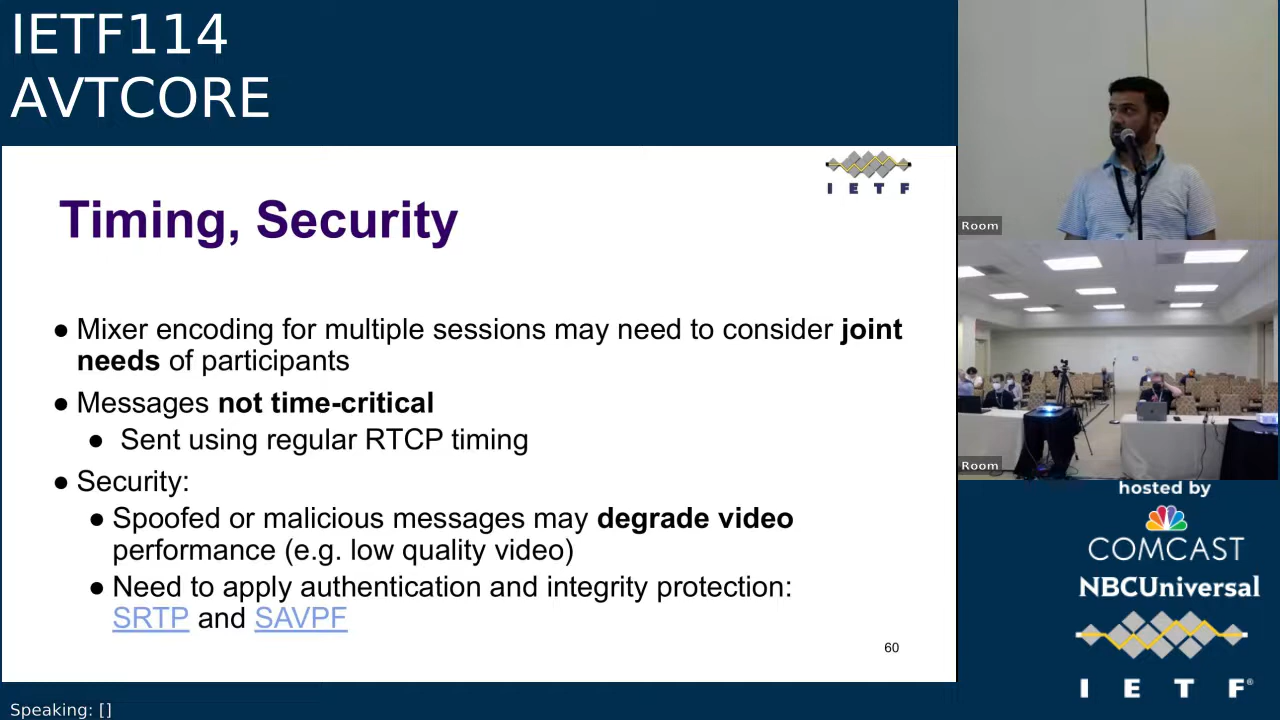 IETF114
AVTCORE
I E T F
Timing, Security
● Mixer encoding for multiple sessions may need to consider joint
needs of participants
● Messages not time-critical
● Sent using regular RTCP timing
● Security:
● Spoofed or malicious messages may degrade video
performance (e.g. low quality video)
● Need to apply authentication and integrity protection:
SRTP and SAVPF
60
Room
Room
hosted by
COMCAST
NBCUniversal
I E T F®
Speaking: []